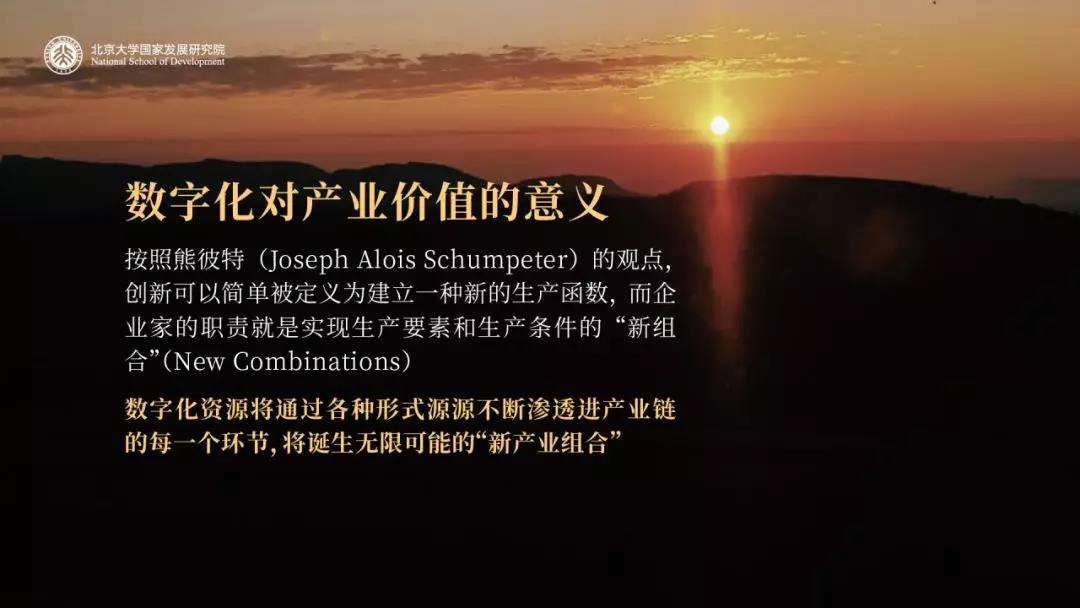 北京大学国家发展研究院
National School of Development
数字化对产业价值的意义
按照熊彼特（Joseph Alois Schumpeter）的观点，
创新可以简单被定义为建立一种新的生产函数，而企
业家的职责就是实现生产要素和生产条件的“新组
合”（New Combinations）
数字化资源将通过各种形式源源不断渗透进产业链
的每一个环节，将诞生无限可能的“新产业组合”